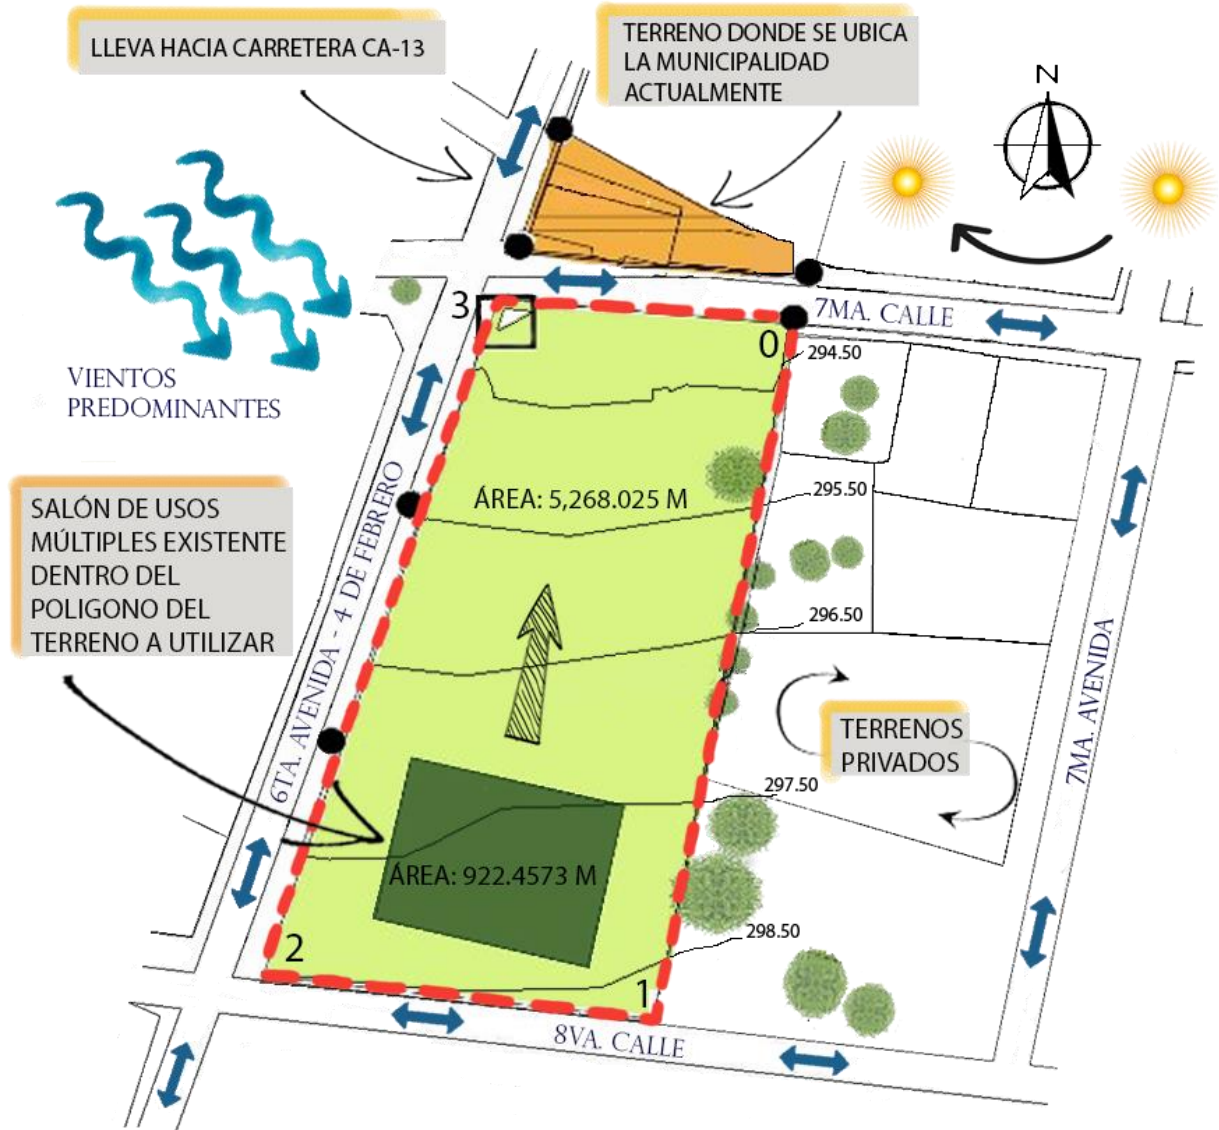 LLEVA HACIA CARRETERA CA-13
TERRENO DONDE SE UBICA
LA MUNICIPALIDAD
ACTUALMENTE
N
VIENTOS
PREDOMINANTES
3
0
7MA. CALLE
294.50
ÁREA: 5,268.025 M
295.50
SALÓN DE USOS
MÚLTIPLES EXISTENTE
DENTRO DEL
POLIGONO DEL
TERRENO A UTILIZAR
6TA. AVENIDA - 4 DE FEBRERO
296.50
7MA. AVENIDA
TERRENOS
PRIVADOS
297.50
ÁREA: 922.4573 M
298.50
2
1
8VA. CALLE